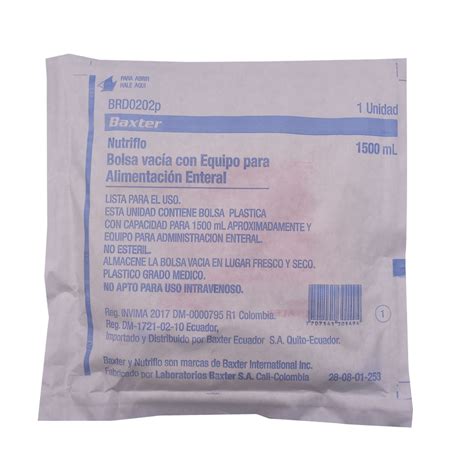 PARA ABRIR
HALE AQUI
BRD0202p
1 Unidad
Baxter
Nutriflo
1500 mL
Bolsa vacía con Equipo para
Alimentación Enteral
LISTA PARA EL USO.
ESTA UNIDAD CONTIENE BOLSA PLASTICA
CON CAPACIDAD PARA 1500 mL APROXIMADAMENTE Y
EQUIPO PARA ADMINISTRACION ENTERAL.
NO ESTERIL.
ALMACENE LA BOLSA VACIA EN LUGAR FRESCO Y SECO.
PLASTICO GRADO MEDICO.
NO APTO PARA USO INTRAVENOSO.
Reg. INVIMA 2017 DM-0000795 R1 Colombia.
Reg. DM-1721-02-10 Ecuador,
Importado y Distribuido por Baxter Ecuador S.A. Quito-Ecuador.
1
Baxter y Nutriflo son marcas de Baxter International Inc.
Fabricado por Laboratorios Baxter S.A. Cali-Colombia
28-08-01-253